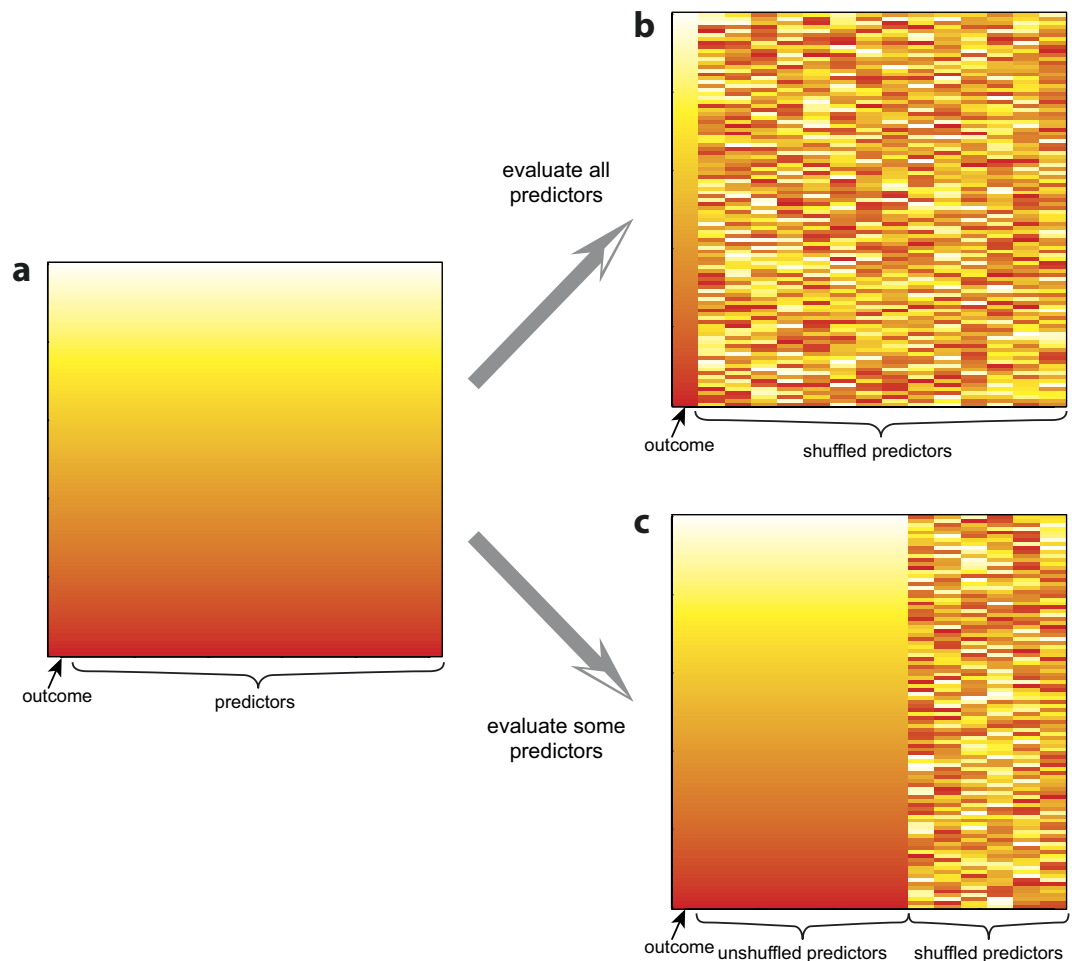 a
outcome
predictors
evaluate all
predictors
b
outcome
shuffled predictors
evaluate some
predictors
c
outcome
unshuffled predictors
shuffled predictors